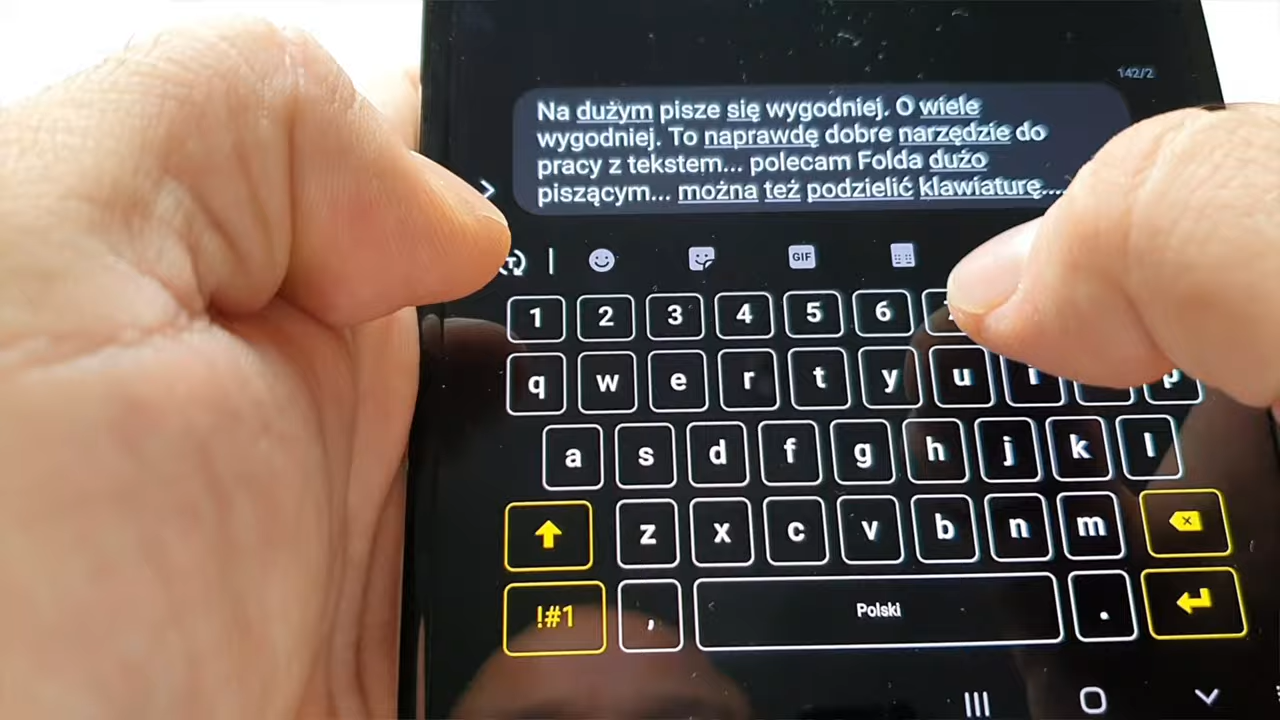 142/2
Na dużym pisze się wygodniej. O wiele
wygodniej. To naprawdę dobre narzędzie do
pracy z tekstem... polecam Folda dużo
piszącym... można też podzielić klawiaturę....
GIF
1 2 3 4 5 6
q w e r t y u i p
a s d f g h j k l
z x c v b n m
!#1 , Polski .